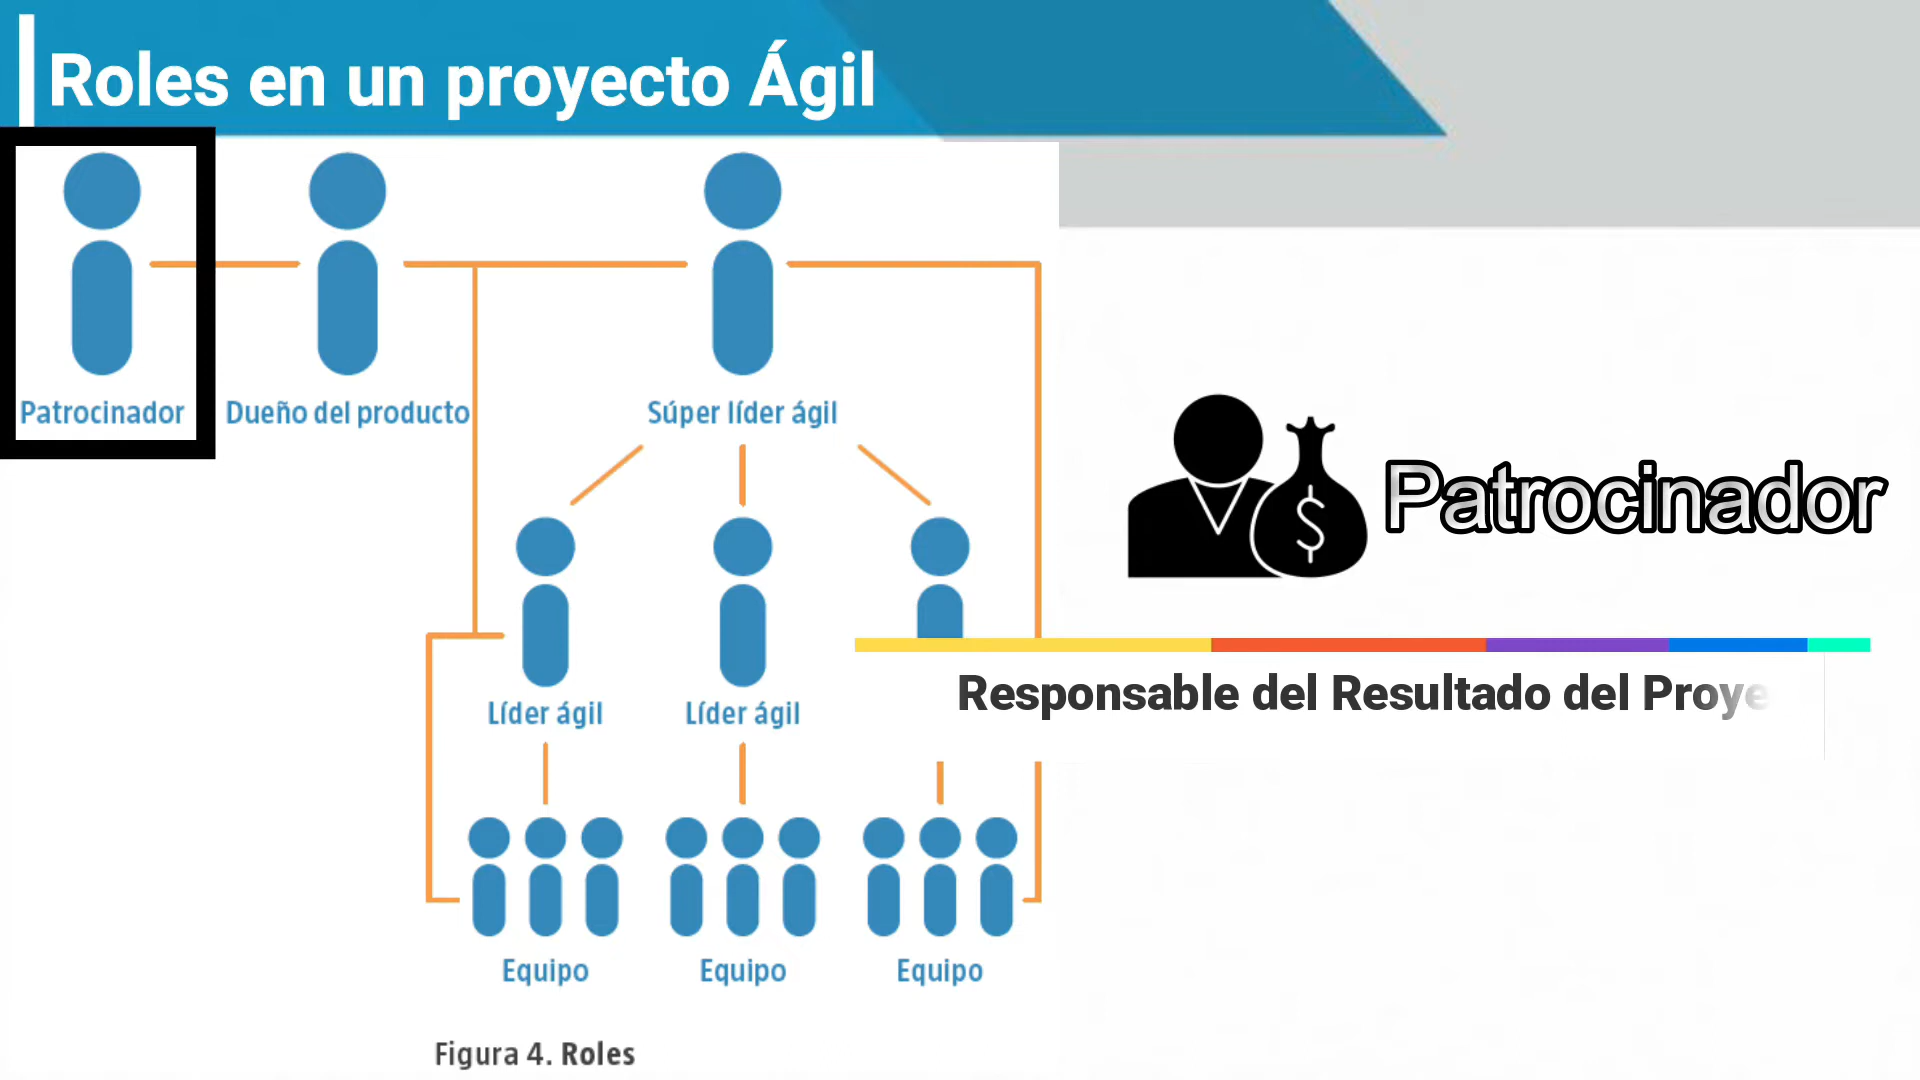 Roles en un proyecto Ágil
Patrocinador
Dueño del producto
Súper líder ágil
$
Patrocinador
Responsable del Resultado del Proye
Líder ágil
Líder ágil
Equipo
Equipo
Equipo
Figura 4. Roles